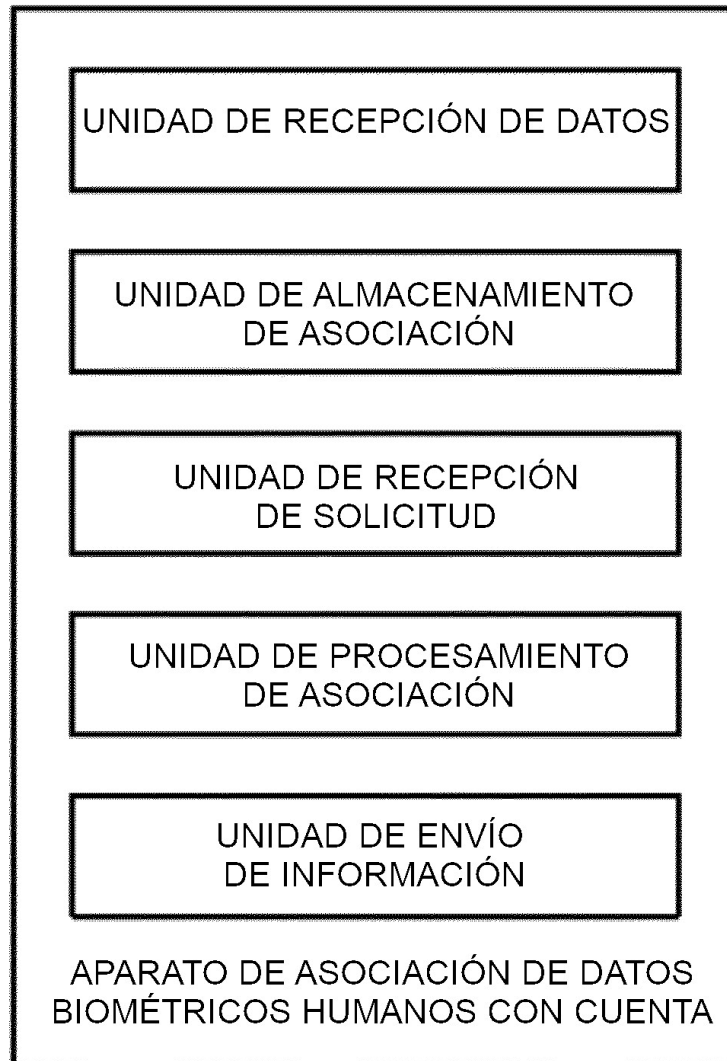 UNIDAD DE RECEPCIÓN DE DATOS
UNIDAD DE ALMACENAMIENTO
DE ASOCIACIÓN
UNIDAD DE RECEPCIÓN
DE SOLICITUD
UNIDAD DE PROCESAMIENTO
DE ASOCIACIÓN
UNIDAD DE ENVÍO
DE INFORMACIÓN
APARATO DE ASOCIACIÓN DE DATOS
BIOMÉTRICOS HUMANOS CON CUENTA